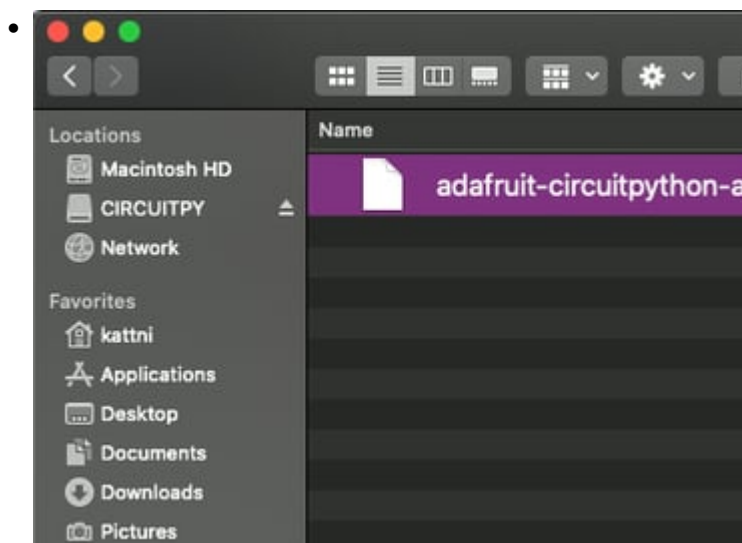 Locations
Name
Macintosh HD
adafruit-circuitpython-a
CIRCUITPY
Network
Favorites
kattni
Applications
Desktop
Documents
Downloads
Pictures